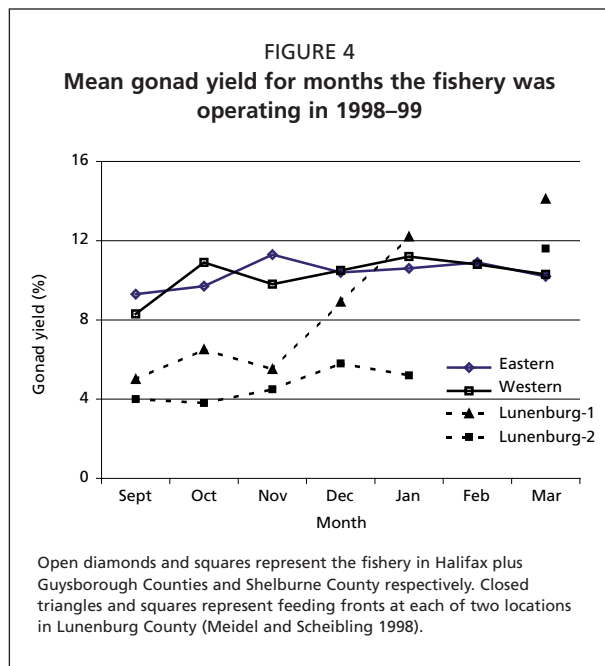 FIGURE 4
Mean gonad yield for months the fishery was
operating in 1998–99
16
12
8
4
0
Gonad yield (%)
Eastern
Western
Lunenburg-1
Lunenburg-2
Sept Oct Nov Dec Jan Feb Mar
Month
Open diamonds and squares represent the fishery in Halifax plus
Guysborough Counties and Shelburne County respectively. Closed
triangles and squares represent feeding fronts at each of two locations
in Lunenburg County (Meidel and Scheibling 1998).